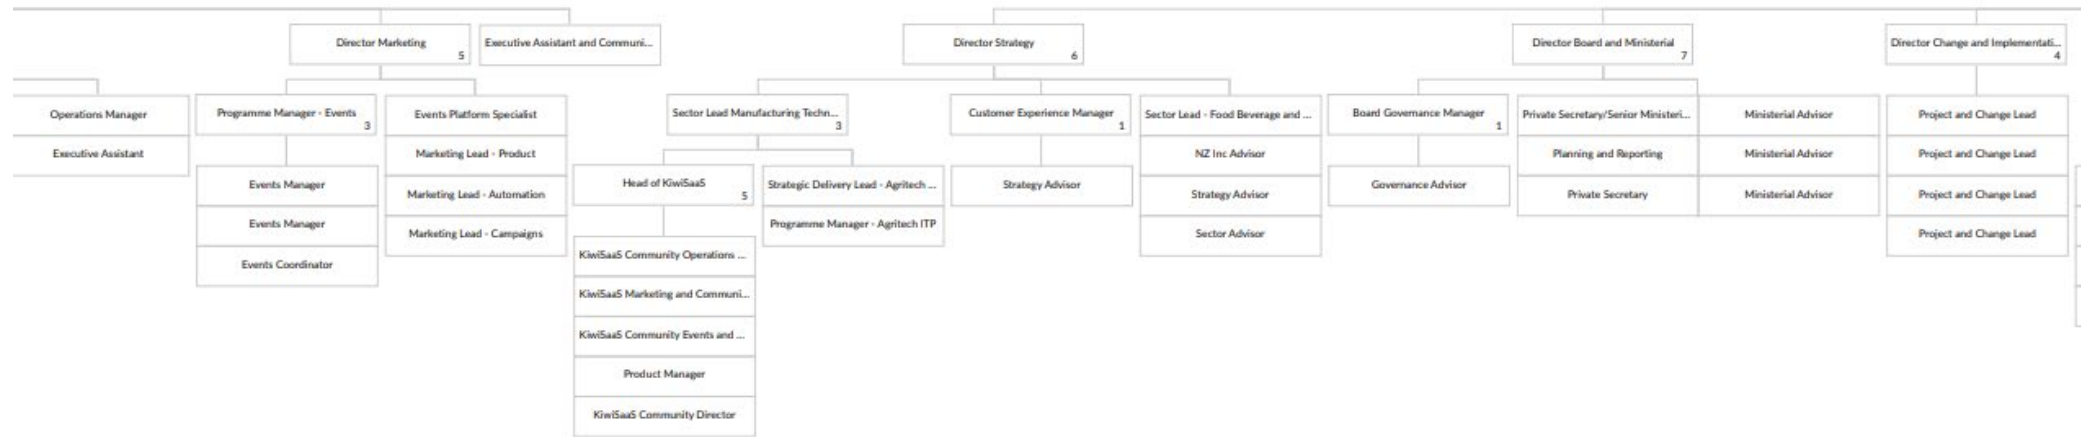 Director Marketing
5
Executive Assistant and Communi...
Director Strategy
6
Director Board and Ministerial
7
Director Change and Implementati...
4
Operations Manager
Executive Assistant
Programme Manager - Events
3
Events Manager
Events Manager
Events Coordinator
Events Platform Specialist
Marketing Lead - Product
Marketing Lead - Automation
Marketing Lead - Campaigns
Sector Lead Manufacturing Techn...
3
Head of KiwiSaaS
5
KiwiSaaS Community Operations ...
KiwiSaaS Marketing and Communi...
KiwiSaaS Community Events and ...
Product Manager
KiwiSaaS Community Director
Strategic Delivery Lead - Agritech ...
Programme Manager - Agritech ITP
Customer Experience Manager
1
Strategy Advisor
Sector Lead - Food Beverage and ...
NZ Inc Advisor
Strategy Advisor
Sector Advisor
Board Governance Manager
1
Governance Advisor
Private Secretary/Senior Ministeri...
Planning and Reporting
Private Secretary
Ministerial Advisor
Ministerial Advisor
Ministerial Advisor
Project and Change Lead
Project and Change Lead
Project and Change Lead
Project and Change Lead